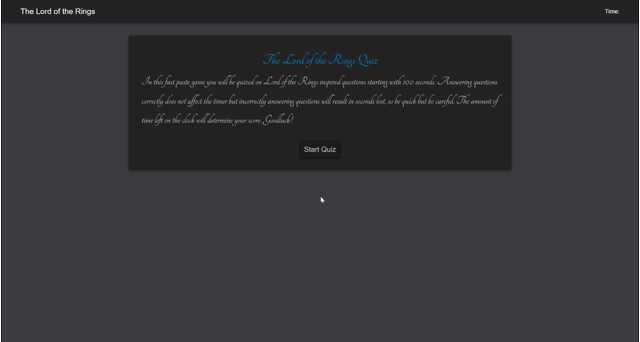 The Lord of the Rings
Time:
The Lord of the Rings Quiz
In this fast paste game you will be quized on Lord of the Rings inspired questions starting with 100 seconds. Answering questions
correctly does not affect the timer but incorrectly answering questions will result in seconds lost, so be quick but be careful. The amount of
time left on the clock will determine your score. Goodluck!
Start Quiz